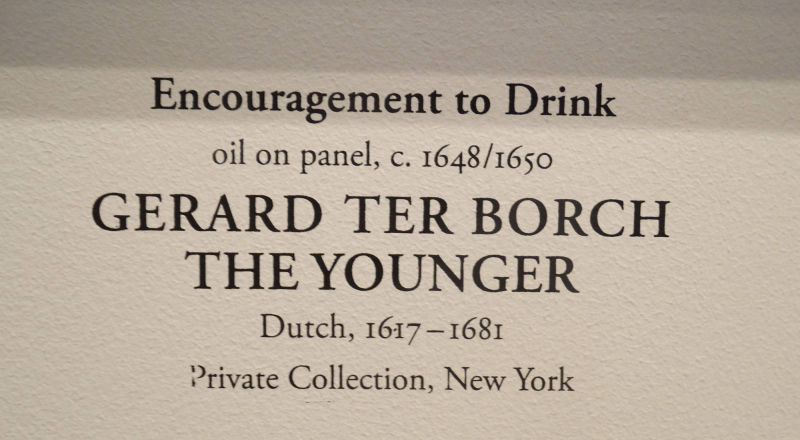 Encouragement to Drink
oil on panel, c. 1648/1650
GERARD TER BORCH
THE YOUNGER
Dutch, 1617–1681
Private Collection, New York